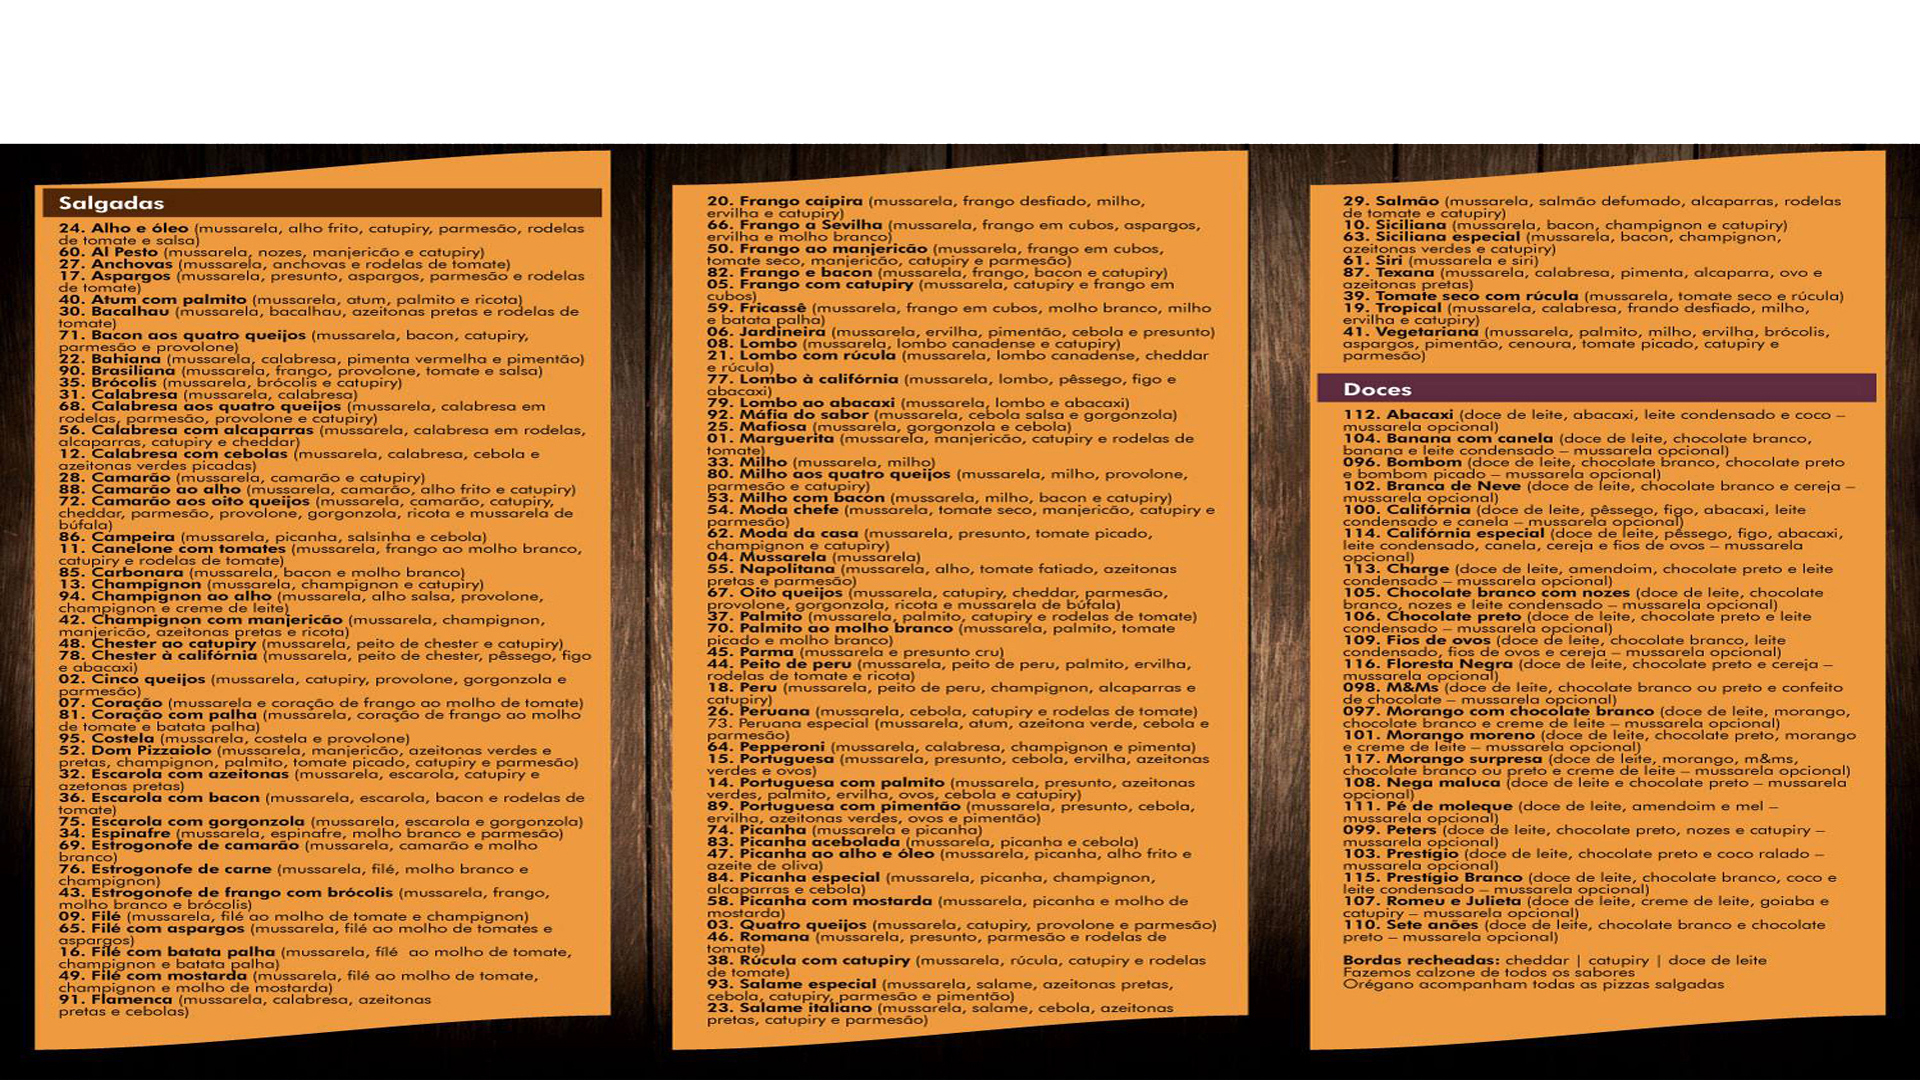 Salgadas
24. Alho e óleo (mussarela, alho frito, catupiry, parmesão, rodelas
de tomate e salsa)
60. Al Pesto (mussarela, nozes, manjericão e catupiry)
27. Anchovas (mussarela, anchovas e rodelas de tomate)
17. Aspargos (mussarela, presunto, aspargos, parmesão e rodelas
de tomate)
40. Atum com palmito (mussarela, atum, palmito e ricota)
30. Bacalhau (mussarela, bacalhau, azeitonas pretas e rodelas de
tomate)
71. Bacon aos quatro queijos (mussarela, bacon, catupiry,
parmesão e provolone)
22. Bahiana (mussarela, calabresa, pimenta vermelha e pimentão)
90. Brasiliana (mussarela, frango, provolone, tomate e salsa)
35. Brócolis (mussarela, brócolis e catupiry)
31. Calabresa (mussarela, calabresa)
68. Calabresa aos quatro queijos (mussarela, calabresa em
rodelas, parmesão, provolone e catupiry)
56. Calabresa com alcaparras (mussarela, calabresa em rodelas,
alcaparras, catupiry e cheddar)
12. Calabresa com cebolas (mussarela, calabresa, cebola e
azeitonas verdes picadas)
28. Camarão (mussarela, camarão e catupiry)
88. Camarão ao alho (mussarela, camarão, alho frito e catupiry)
72. Camarão aos oito queijos (mussarela, camarão, catupiry,
cheddar, parmesão, provolone, gorgonzola, ricota e mussarela de
búfala)
86. Campeira (mussarela, picanha, salsinha e cebola)
11. Canelone com tomates (mussarela, frango ao molho branco,
catupiry e rodelas de tomate)
85. Carbonara (mussarela, bacon e molho branco)
13. Champignon (mussarela, champignon e catupiry)
94. Champignon ao alho (mussarela, alho salsa, provolone,
champignon e creme de leite)
42. Champignon com manjericão (mussarela, champignon,
manjericão, azeitonas pretas e ricota)
48. Chester ao catupiry (mussarela, peito de chester e catupiry)
78. Chester à califórnia (mussarela, peito de chester, pêssego, figo
e abacaxi)
02. Cinco queijos (mussarela, catupiry, provolone, gorgonzola e
parmesão)
07. Coração (mussarela e coração de frango ao molho de tomate)
81. Coração com palha (mussarela, coração de frango ao molho
de tomate e batata palha)
95. Costela (mussarela, costela e provolone)
52. Dom Pizzaiolo (mussarela, manjericão, azeitonas verdes e
pretas, champignon, palmito, tomate picado, catupiry e parmesão)
32. Escarola com azeitonas (mussarela, escarola, catupiry e
azetonas pretas)
36. Escarola com bacon (mussarela, escarola, bacon e rodelas de
tomate)
75. Escarola com gorgonzola (mussarela, escarola e gorgonzola)
34. Espinafre (mussarela, espinafre, molho branco e parmesão)
69. Estrogonofe de camarão (mussarela, camarão e molho
branco)
76. Estrogonofe de carne (mussarela, filé, molho branco e
champignon)
43. Estrogonofe de frango com brócolis (mussarela, frango,
molho branco e brócolis)
09. Filé (mussarela, filé ao molho de tomate e champignon)
65. Filé com aspargos (mussarela, filé ao molho de tomates e
aspargos)
16. Filé com batata palha (mussarela, filé ao molho de tomate,
champignon e batata palha)
49. Filé com mostarda (mussarela, filé ao molho de tomate,
champignon e molho de mostarda)
91. Flamenca (mussarela, calabresa, azeitonas
pretas e cebolas)
20. Frango caipira (mussarela, frango desfiado, milho,
ervilha e catupiry)
66. Frango a Sevilha (mussarela, frango em cubos, aspargos,
ervilha e molho branco)
50. Frango ao manjericão (mussarela, frango em cubos,
tomate seco, manjericão, catupiry e parmesão)
82. Frango e bacon (mussarela, frango, bacon e catupiry)
05. Frango com catupiry (mussarela, catupiry e frango em
cubos)
59. Fricassê (mussarela, frango em cubos, molho branco, milho
e batata palha)
06. Jardineira (mussarela, ervilha, pimentão, cebola e presunto)
08. Lombo (mussarela, lombo canadense e catupiry)
21. Lombo com rúcula (mussarela, lombo canadense, cheddar
e rúcula)
77. Lombo à califórnia (mussarela, lombo, pêssego, figo e
abacaxi)
79. Lombo ao abacaxi (mussarela, lombo e abacaxi)
92. Máfia do sabor (mussarela, cebola salsa e gorgonzola)
25. Mafiosa (mussarela, gorgonzola e cebola)
01. Marguerita (mussarela, manjericão, catupiry e rodelas de
tomate)
33. Milho (mussarela, milho)
80. Milho aos quatro queijos (mussarela, milho, provolone,
parmesão e catupiry)
53. Milho com bacon (mussarela, milho, bacon e catupiry)
54. Moda chefe (mussarela, tomate seco, manjericão, catupiry e
parmesão)
62. Moda da casa (mussarela, presunto, tomate picado,
champignon e catupiry)
04. Mussarela (mussarela)
55. Napolitana (mussarela, alho, tomate fatiado, azeitonas
pretas e parmesão)
67. Oito queijos (mussarela, catupiry, cheddar, parmesão,
provolone, gorgonzola, ricota e mussarela de búfala)
37. Palmito (mussarela, palmito, catupiry e rodelas de tomate)
70. Palmito ao molho branco (mussarela, palmito, tomate
picado e molho branco)
45. Parma (mussarela e presunto cru)
44. Peito de peru (mussarela, peito de peru, palmito, ervilha,
rodelas de tomate e ricota)
18. Peru (mussarela, peito de peru, champignon, alcaparras e
catupiry)
26. Peruana (mussarela, cebola, catupiry e rodelas de tomate)
73. Peruana especial (mussarela, atum, azeitona verde, cebola e
parmesão)
64. Pepperoni (mussarela, calabresa, champignon e pimenta)
15. Portuguesa (mussarela, presunto, cebola, ervilha, azeitonas
verdes e ovos)
14. Portuguesa com palmito (mussarela, presunto, azeitonas
verdes, palmito, ervilha, ovos, cebola e catupiry)
89. Portuguesa com pimentão (mussarela, presunto, cebola,
ervilha, azeitonas verdes, ovos e pimentão)
74. Picanha (mussarela e picanha)
83. Picanha acebolada (mussarela, picanha e cebola)
47. Picanha ao alho e óleo (mussarela, picanha, alho frito e
azeite de oliva)
84. Picanha especial (mussarela, picanha, champignon,
alcaparras e cebola)
58. Picanha com mostarda (mussarela, picanha e molho de
mostarda)
03. Quatro queijos (mussarela, catupiry, provolone e parmesão)
46. Romana (mussarela, presunto, parmesão e rodelas de
tomate)
38. Rúcula com catupiry (mussarela, rúcula, catupiry e rodelas
de tomate)
93. Salame especial (mussarela, salame, azeitonas pretas,
cebola, catupiry, parmesão e pimentão)
23. Salame italiano (mussarela, salame, cebola, azeitonas
pretas, catupiry e parmesão)
29. Salmão (mussarela, salmão defumado, alcaparras, rodelas
de tomate e catupiry)
10. Siciliana (mussarela, bacon, champignon e catupiry)
63. Siciliana especial (mussarela, bacon, champignon,
azeitonas verdes e catupiry)
61. Siri (mussarela e siri)
87. Texana (mussarela, calabresa, pimenta, alcaparra, ovo e
azeitonas pretas)
39. Tomate seco com rúcula (mussarela, tomate seco e rúcula)
19. Tropical (mussarela, calabresa, frando desfiado, milho,
ervilha e catupiry)
41. Vegetariana (mussarela, palmito, milho, ervilha, brócolis,
aspargos, pimentão, cenoura, tomate picado, catupiry e
parmesão)
Doces
112. Abacaxi (doce de leite, abacaxi, leite condensado e coco –
mussarela opcional)
104. Banana com canela (doce de leite, chocolate branco,
banana e leite condensado – mussarela opcional)
096. Bombom (doce de leite, chocolate branco, chocolate preto
e bombom picado – mussarela opcional)
102. Branca de Neve (doce de leite, chocolate branco e cereja –
mussarela opcional)
100. Califórnia (doce de leite, pêssego, figo, abacaxi, leite
condensado e canela – mussarela opcional)
114. Califórnia especial (doce de leite, pêssego, figo, abacaxi,
leite condensado, canela, cereja e fios de ovos – mussarela
opcional)
113. Charge (doce de leite, amendoim, chocolate preto e leite
condensado – mussarela opcional)
105. Chocolate branco com nozes (doce de leite, chocolate
branco, nozes e leite condensado – mussarela opcional)
106. Chocolate preto (doce de leite, chocolate preto e leite
condensado – mussarela opcional)
109. Fios de ovos (doce de leite, chocolate branco, leite
condensado, fios de ovos e cereja – mussarela opcional)
116. Floresta Negra (doce de leite, chocolate preto e cereja –
mussarela opcional)
098. M&Ms (doce de leite, chocolate branco ou preto e confeito
de chocolate – mussarela opcional)
097. Morango com chocolate branco (doce de leite, morango,
chocolate branco e creme de leite – mussarela opcional)
101. Morango moreno (doce de leite, chocolate preto, morango
e creme de leite – mussarela opcional)
117. Morango surpresa (doce de leite, morango, m&ms,
chocolate branco ou preto e creme de leite – mussarela opcional)
108. Nega maluca (doce de leite e chocolate preto – mussarela
opcional)
111. Pé de moleque (doce de leite, amendoim e mel –
mussarela opcional)
099. Peters (doce de leite, chocolate preto, nozes e catupiry –
mussarela opcional)
103. Prestígio (doce de leite, chocolate preto e coco ralado –
mussarela opcional)
115. Prestígio Branco (doce de leite, chocolate branco, coco e
leite condensado – mussarela opcional)
107. Romeu e Julieta (doce de leite, creme de leite, goiaba e
catupiry – mussarela opcional)
110. Sete anões (doce de leite, chocolate branco e chocolate
preto – mussarela opcional)
Bordas recheadas: cheddar | catupiry | doce de leite
Fazemos calzone de todos os sabores
Orégano acompanham todas as pizzas salgadas